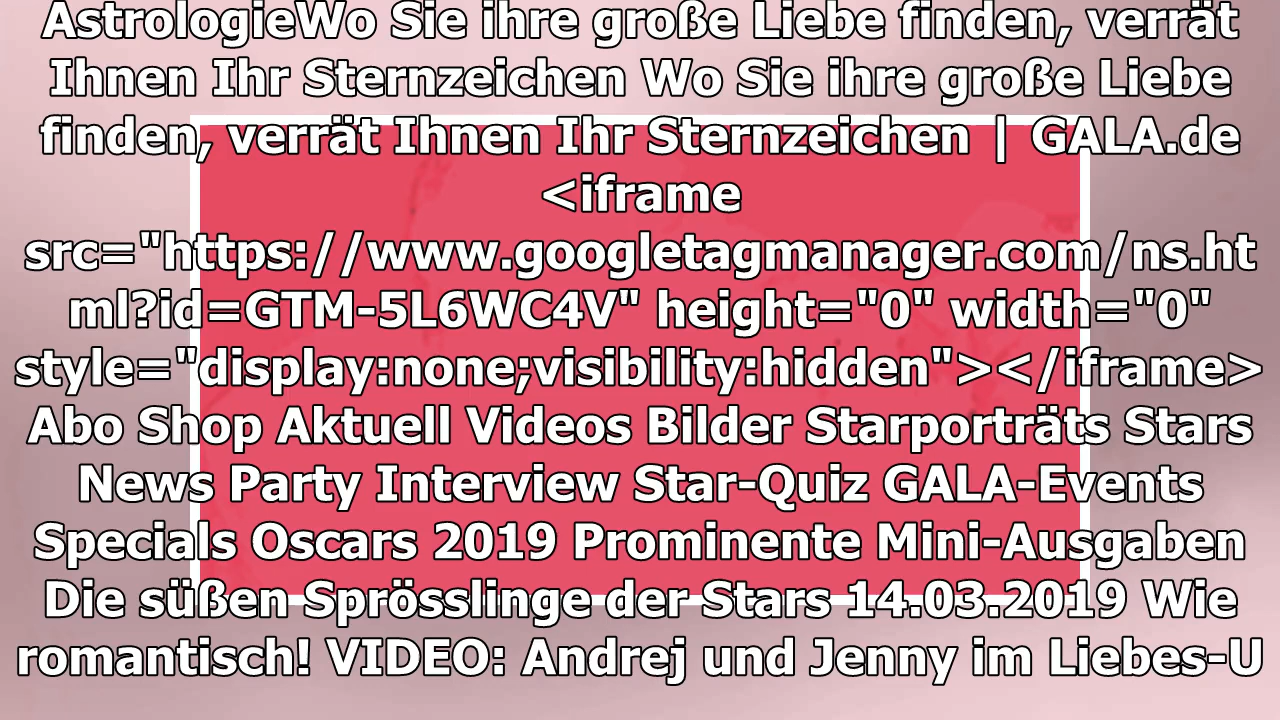 AstrologieWo Sie ihre große Liebe finden, verrät
Ihnen Ihr Sternzeichen Wo Sie ihre große Liebe
finden, verrät Ihnen Ihr Sternzeichen | GALA.de
<iframe
src="https://www.googletagmanager.com/ns.ht
ml?id=GTM-5L6WC4V" height="0" width="0"
style="display:none;visibility:hidden"></iframe>
Abo Shop Aktuell Videos Bilder Starporträts Stars
News Party Interview Star-Quiz GALA-Events
Specials Oscars 2019 Prominente Mini-Ausgaben
Die süßen Sprösslinge der Stars 14.03.2019 Wie
romantisch! VIDEO: Andrej und Jenny im Liebes-U